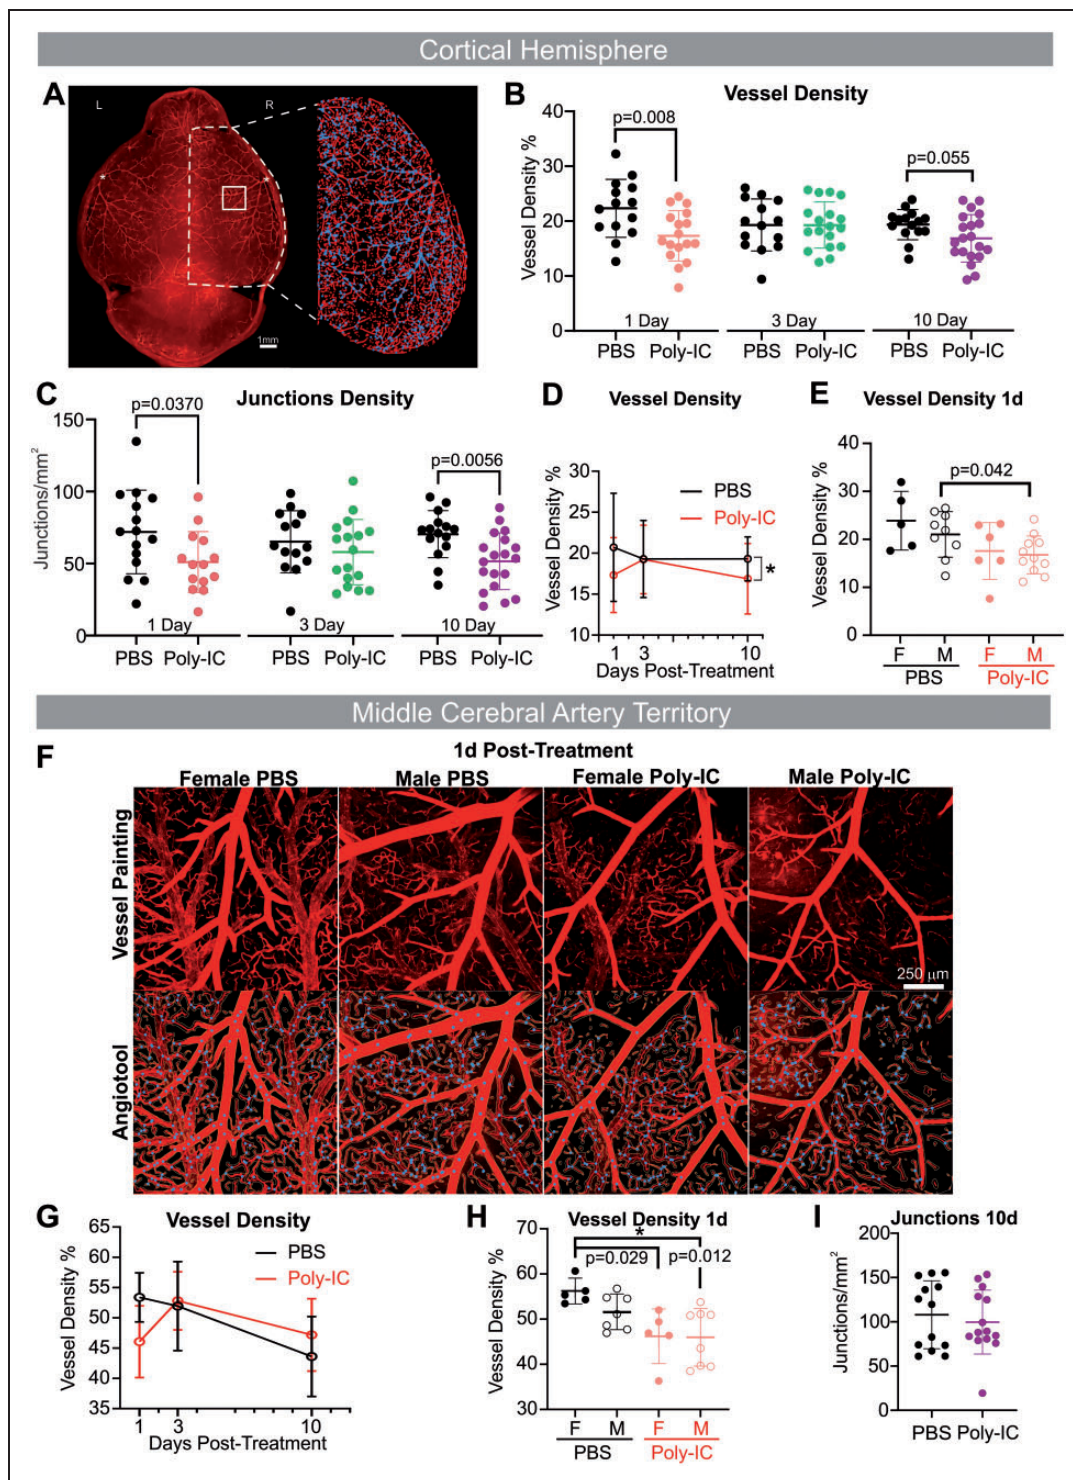 Cortical Hemisphere
A
L
R
*
*
1mm
B
Vessel Density
Vessel Density %
40
30
20
10
0
p=0.008
p=0.055
1 Day
3 Day
10 Day
PBS
Poly-IC
PBS
Poly-IC
PBS
Poly-IC
C
Junctions Density
Junctions/mm²
150
100
50
0
p=0.0370
p=0.0056
1 Day
3 Day
10 Day
PBS
Poly-IC
PBS
Poly-IC
PBS
Poly-IC
D
Vessel Density
Vessel Density %
30
25
20
15
10
PBS
Poly-IC
*
1
3
10
Days Post-Treatment
E
Vessel Density 1d
Vessel Density %
40
30
20
10
0
p=0.042
F
M
F
M
PBS
Poly-IC
Middle Cerebral Artery Territory
F
1d Post-Treatment
Female PBS
Male PBS
Female Poly-IC
Male Poly-IC
Vessel Painting
250 µm
Angiotool
G
Vessel Density
Vessel Density %
65
60
55
50
45
40
35
PBS
Poly-IC
1
3
10
Days Post-Treatment
H
Vessel Density 1d
Vessel Density %
70
60
50
40
30
*
p=0.029
p=0.012
F
M
F
M
PBS
Poly-IC
I
Junctions 10d
Junctions/mm²
200
150
100
50
0
PBS
Poly-IC